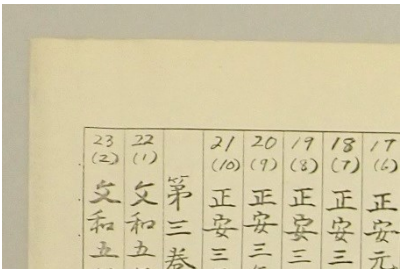 17 (6) 正安元
18 (7) 正安三
19 (8) 正安三
20 (9) 正安三
21 (10) 正安三
第三巻
22 (1) 文和五
23 (2) 文和五